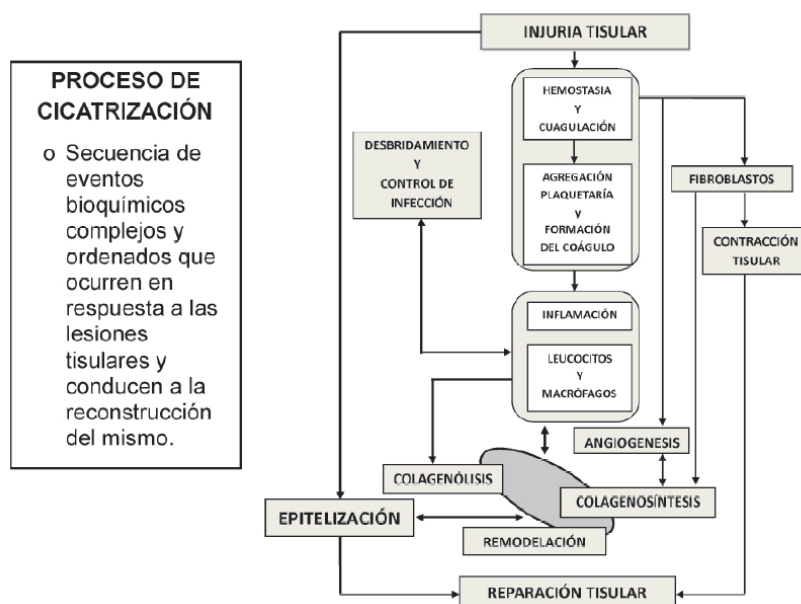 PROCESO DE
CICATRIZACIÓN
o Secuencia de
eventos
bioquímicos
complejos y
ordenados que
ocurren en
respuesta a las
lesiones
tisulares y
conducen a la
reconstrucción
del mismo.
INJURIA TISULAR
HEMOSTASIA
Y
CUAGULACIÓN
DESBRIDAMIENTO
Y
CONTROL DE
INFECCIÓN
AGREGACIÓN
PLAQUETARÍA
Y
FORMACIÓN
DEL COÁGULO
FIBROBLASTOS
CONTRACCIÓN
TISULAR
INFLAMACIÓN
LEUCOCITOS
Y
MACRÓFAGOS
ANGIOGENESIS
COLAGENÓLISIS
COLAGENOSÍNTESIS
EPITELIZACIÓN
REMODELACIÓN
REPARACIÓN TISULAR